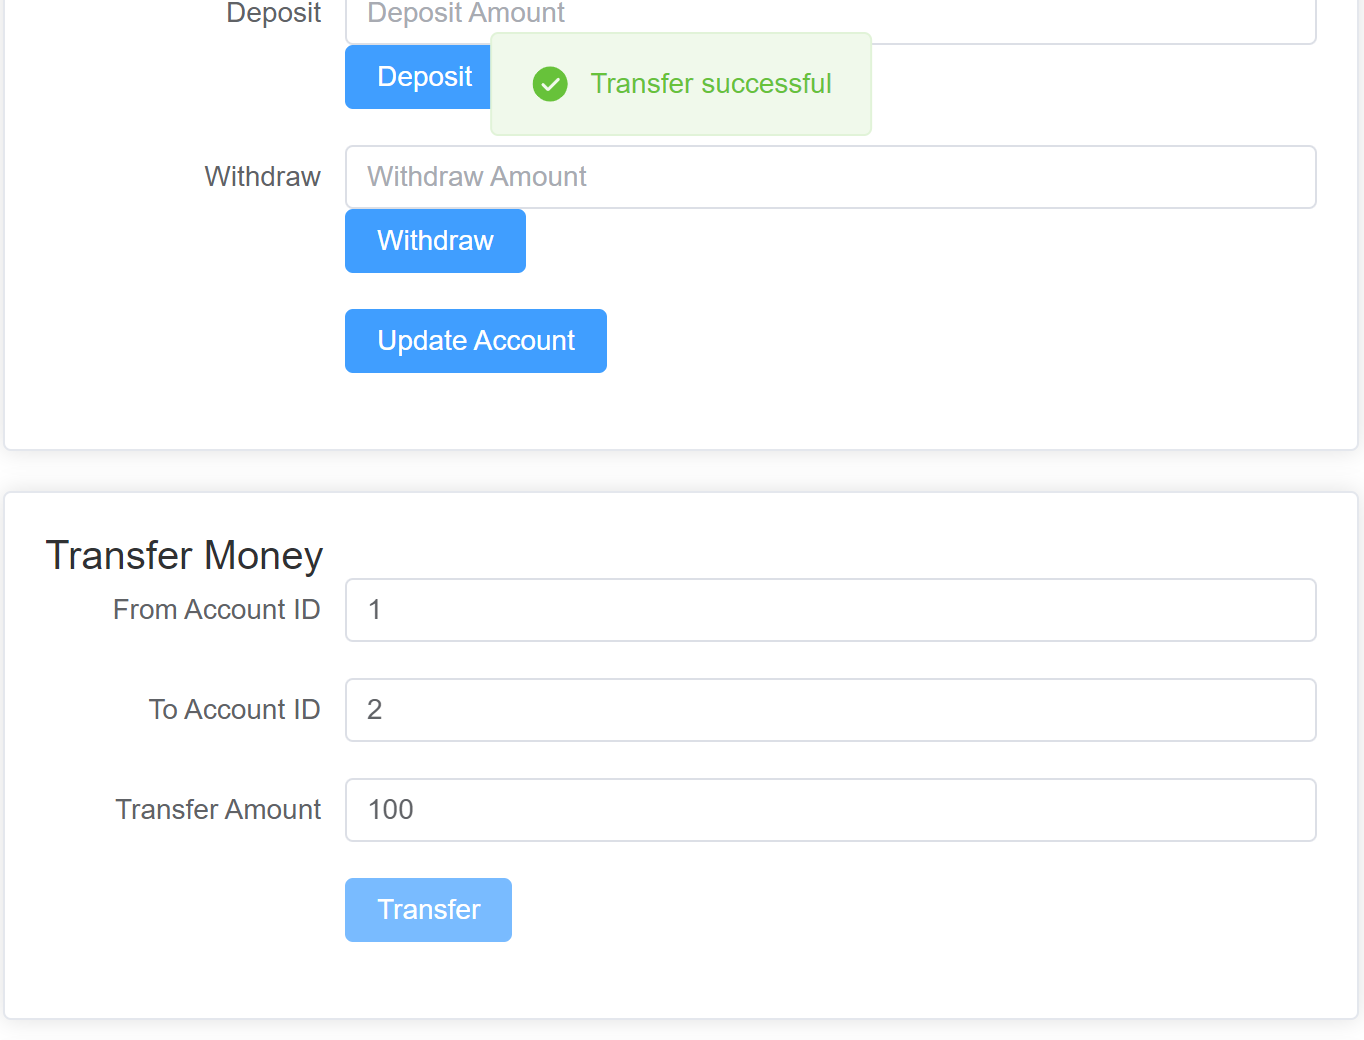 Deposit Deposit Amount
Deposit Transfer successful
Withdraw Withdraw Amount
Withdraw
Update Account
Transfer Money
From Account ID 1
To Account ID 2
Transfer Amount 100
Transfer